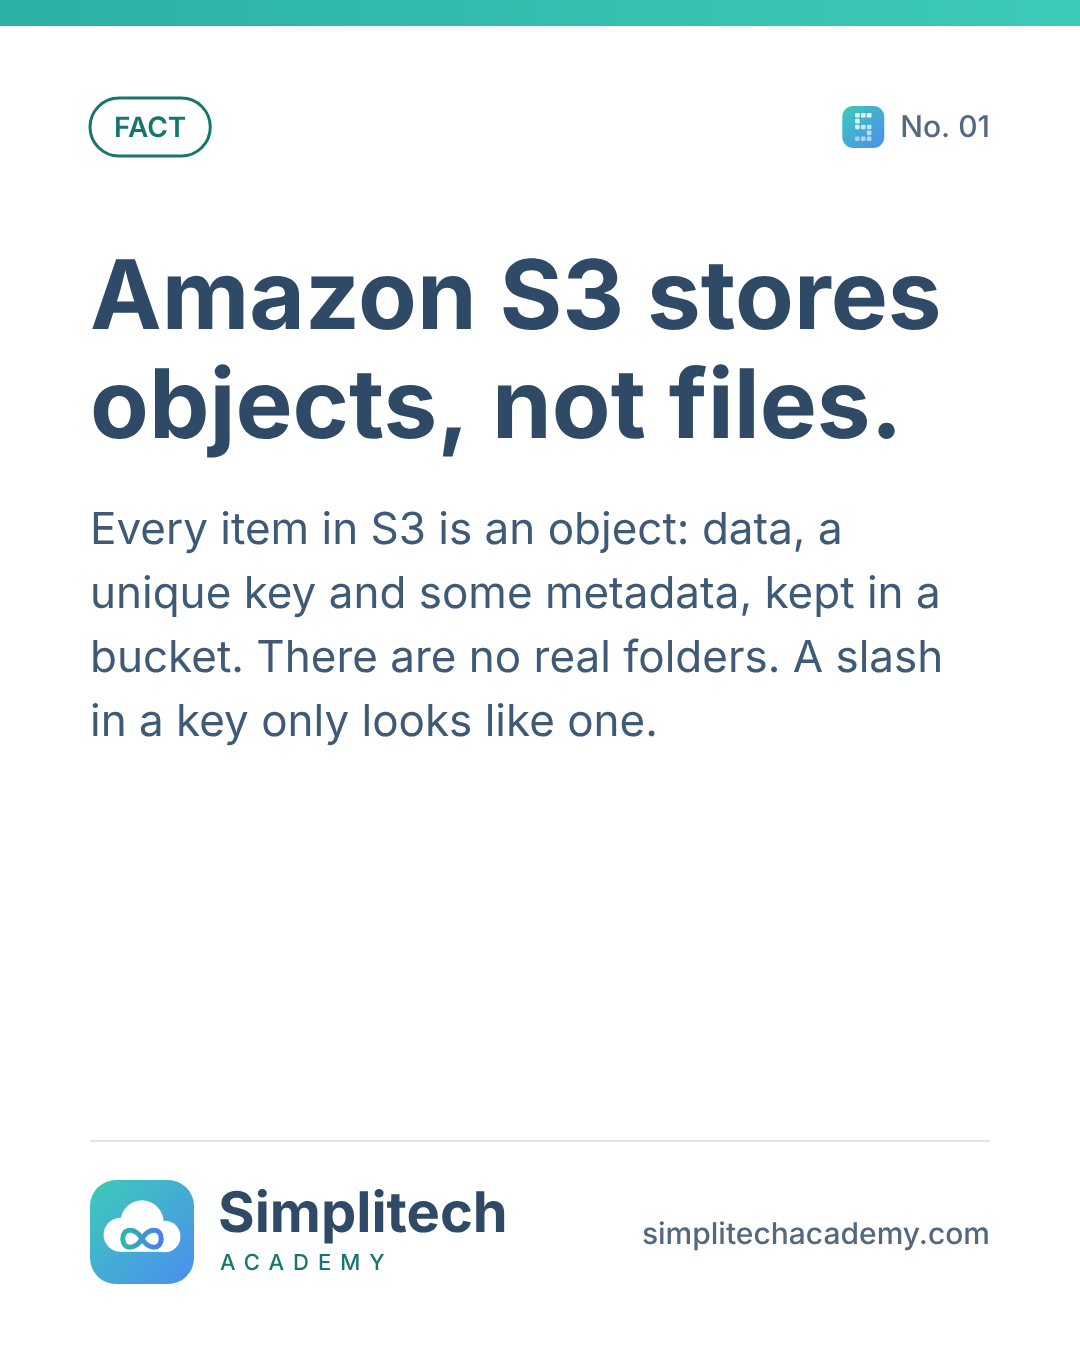 FACT
No. 01
Amazon S3 stores
objects, not files.
Every item in S3 is an object: data, a
unique key and some metadata, kept in a
bucket. There are no real folders. A slash
in a key only looks like one.
Simplitech
ACADEMY
simplitechacademy.com